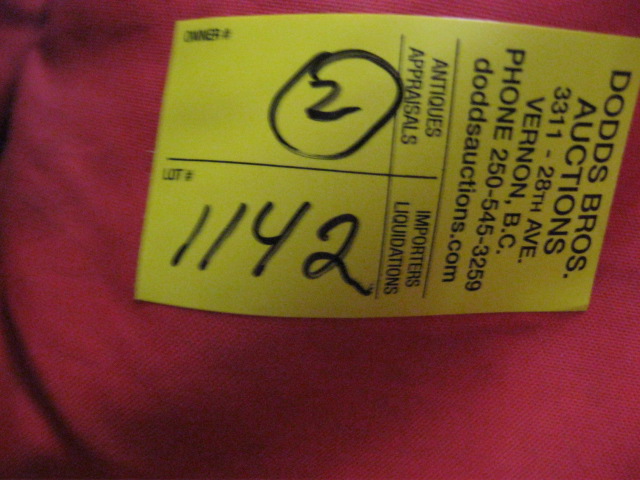 DODDS BROS.
AUCTIONS
3311 - 28TH AVE.
VERNON, B.C.
PHONE 250-545-3259
doddsauctions.com
ANTIQUES
APPRAISALS
IMPORTERS
LIQUIDATIONS
OWNER #
2
LOT #
1142